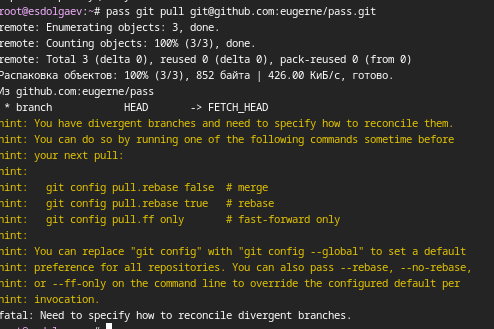 root@esdolgaev:~# pass git pull git@github.com:eugerne/pass.git
remote: Enumerating objects: 3, done.
remote: Counting objects: 100% (3/3), done.
remote: Total 3 (delta 0), reused 0 (delta 0), pack-reused 0 (from 0)
Распаковка объектов: 100% (3/3), 852 байта | 426.00 КиБ/с, готово.
Из github.com:eugerne/pass
 * branch            HEAD       -> FETCH_HEAD
hint: You have divergent branches and need to specify how to reconcile them.
hint: You can do so by running one of the following commands sometime before
hint: your next pull:
hint:
hint:   git config pull.rebase false  # merge
hint:   git config pull.rebase true   # rebase
hint:   git config pull.ff only       # fast-forward only
hint:
hint: You can replace "git config" with "git config --global" to set a default
hint: preference for all repositories. You can also pass --rebase, --no-rebase,
hint: or --ff-only on the command line to override the configured default per
hint: invocation.
fatal: Need to specify how to reconcile divergent branches.